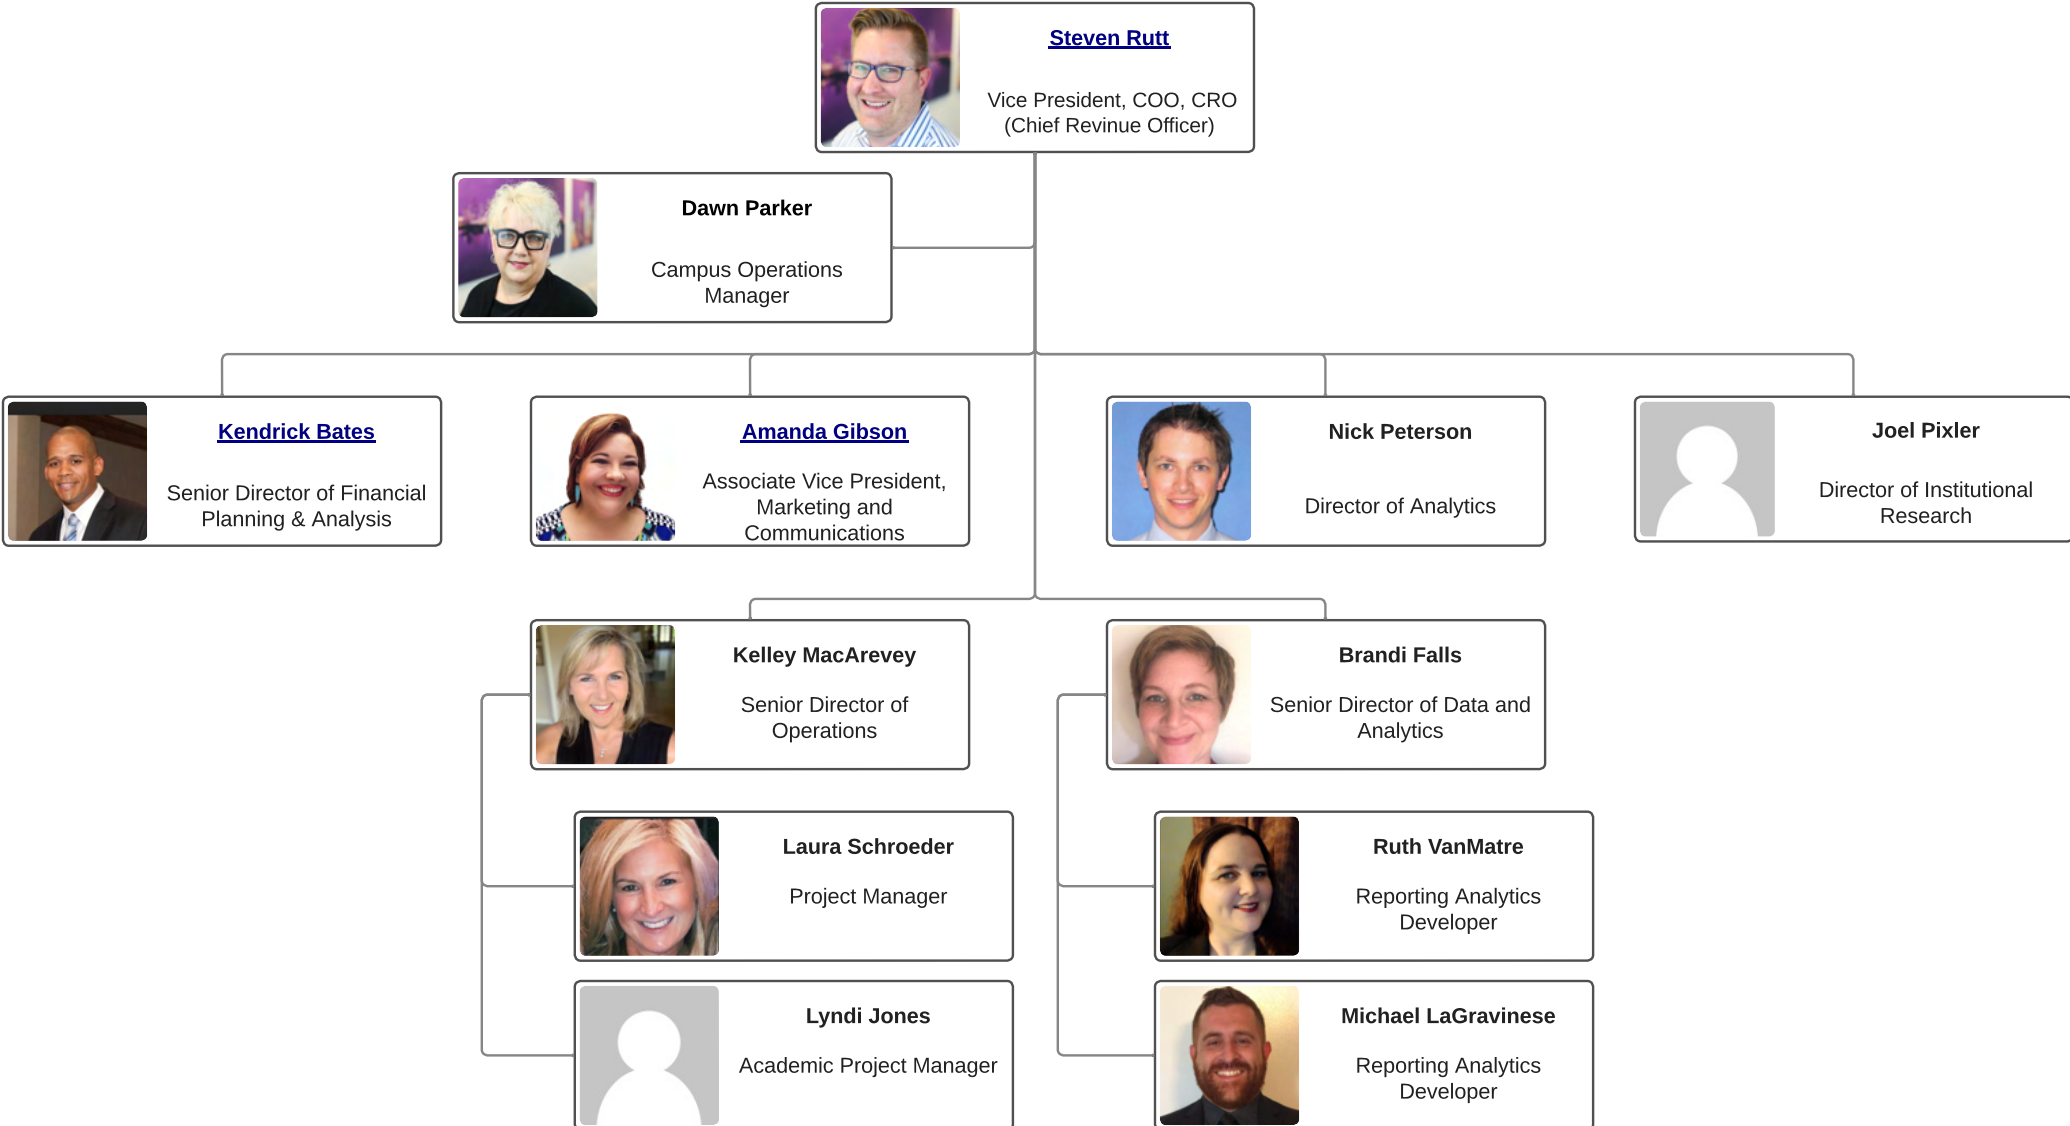 Steven Rutt
Vice President, COO, CRO
(Chief Revinue Officer)
Dawn Parker
Campus Operations
Manager
Kendrick Bates
Senior Director of Financial
Planning & Analysis
Amanda Gibson
Associate Vice President,
Marketing and
Communications
Nick Peterson
Director of Analytics
Joel Pixler
Director of Institutional
Research
Kelley MacArevey
Senior Director of
Operations
Brandi Falls
Senior Director of Data and
Analytics
Laura Schroeder
Project Manager
Ruth VanMatre
Reporting Analytics
Developer
Lyndi Jones
Academic Project Manager
Michael LaGravinese
Reporting Analytics
Developer